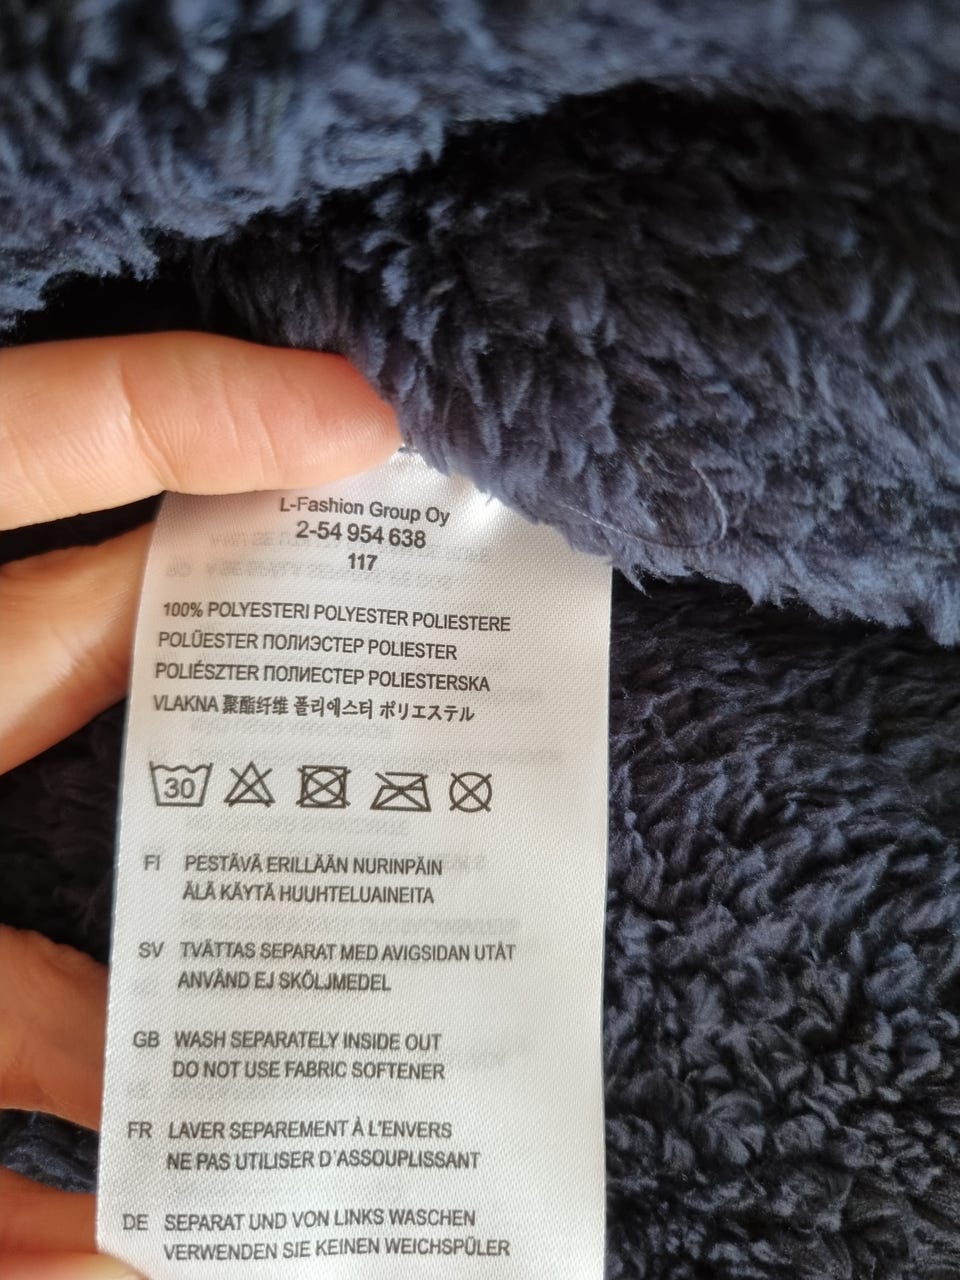 L-Fashion Group Oy
2-54 954 638
117
100% POLYESTERI POLYESTER POLIESTERE
POLÜESTER ПОЛИЭСТЕР POLIESTER
POLIÉSZTER ПОЛИЕСТЕР POLIESTERSKA
VLAKNA 聚酯纤维 폴리에스터 ポリエステル
30
FI PESTÄVÄ ERILLÄÄN NURINPÄIN
ÄLÄ KÄYTÄ HUUHTELUAINEITA
SV TVÄTTAS SEPARAT MED AVIGSIDAN UTÅT
ANVÄND EJ SKÖLJMEDEL
GB WASH SEPARATELY INSIDE OUT
DO NOT USE FABRIC SOFTENER
FR LAVER SEPAREMENT À L'ENVERS
NE PAS UTILISER D'ASSOUPLISSANT
DE SEPARAT UND VON LINKS WASCHEN
VERWENDEN SIE KEINEN WEICHSPÜLER